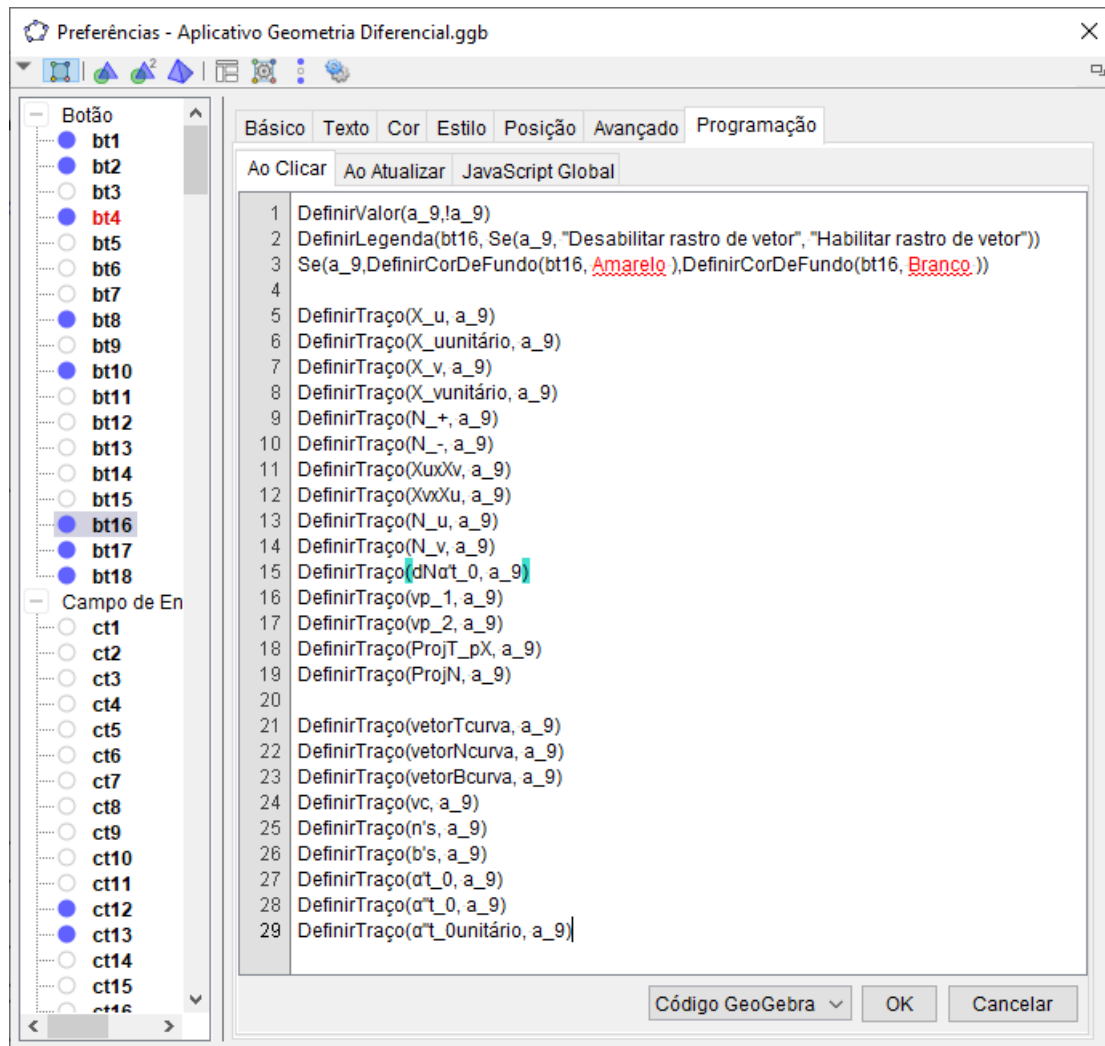 Preferências - Aplicativo Geometria Diferencial.ggb
Botão
bt1
bt2
bt3
bt4
bt5
bt6
bt7
bt8
bt9
bt10
bt11
bt12
bt13
bt14
bt15
bt16
bt17
bt18
Campo de En
ct1
ct2
ct3
ct4
ct5
ct6
ct7
ct8
ct9
ct10
ct11
ct12
ct13
ct14
ct15
ct16
Básico Texto Cor Estilo Posição Avançado Programação
Ao Clicar Ao Atualizar JavaScript Global
1 DefinirValor(a_9,!a_9)
2 DefinirLegenda(bt16, Se(a_9, "Desabilitar rastro de vetor", "Habilitar rastro de vetor"))
3 Se(a_9,DefinirCorDeFundo(bt16, Amarelo ),DefinirCorDeFundo(bt16, Branco ))
4
5 DefinirTraço(X_u, a_9)
6 DefinirTraço(X_uunitário, a_9)
7 DefinirTraço(X_v, a_9)
8 DefinirTraço(X_vunitário, a_9)
9 DefinirTraço(N_+, a_9)
10 DefinirTraço(N_-, a_9)
11 DefinirTraço(XuxXv, a_9)
12 DefinirTraço(XvxXu, a_9)
13 DefinirTraço(N_u, a_9)
14 DefinirTraço(N_v, a_9)
15 DefinirTraço(dNα't_0, a_9)
16 DefinirTraço(vp_1, a_9)
17 DefinirTraço(vp_2, a_9)
18 DefinirTraço(ProjT_pX, a_9)
19 DefinirTraço(ProjN, a_9)
20
21 DefinirTraço(vetorTcurva, a_9)
22 DefinirTraço(vetorNcurva, a_9)
23 DefinirTraço(vetorBcurva, a_9)
24 DefinirTraço(vc, a_9)
25 DefinirTraço(n's, a_9)
26 DefinirTraço(b's, a_9)
27 DefinirTraço(α't_0, a_9)
28 DefinirTraço(α''t_0, a_9)
29 DefinirTraço(α''t_0unitário, a_9)
Código GeoGebra OK Cancelar